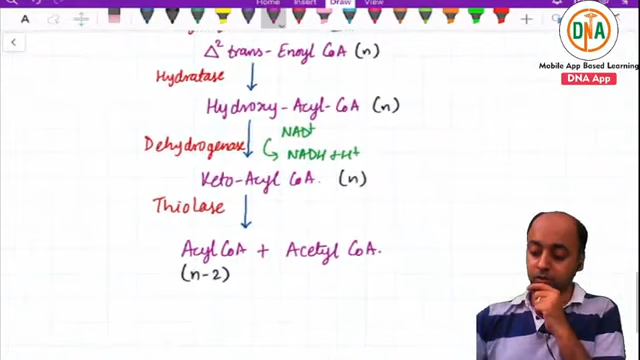 Home Insert Draw View
DNA
Mobile App Based Learning
DNA App
Δ² trans- Enoyl CoA (n)
Hydratase
Hydroxy-Acyl-CoA (n)
Dehydrogenase
NAD+
NADH + H+
Keto-Acyl CoA. (n)
Thiolase
Acyl CoA + Acetyl CoA.
(n-2)